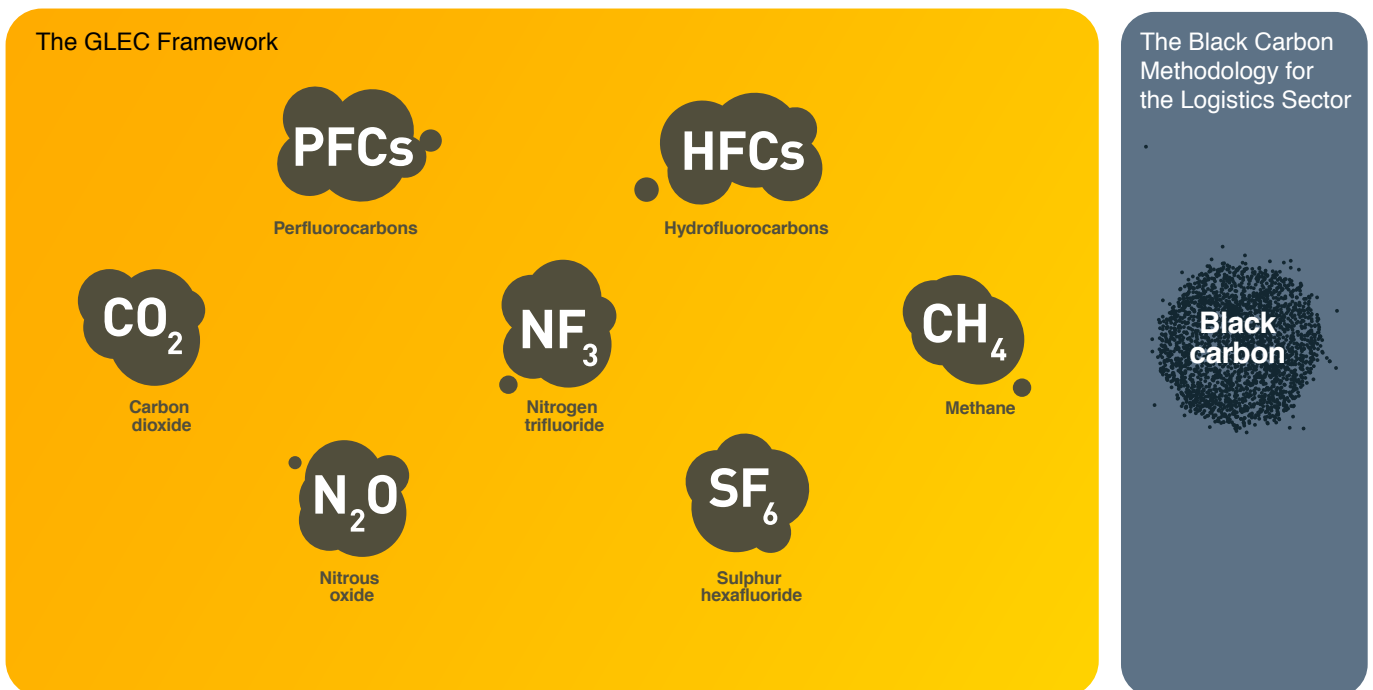 The GLEC Framework
PFCs
Perfluorocarbons
HFCs
Hydrofluorocarbons
CO₂
Carbon
dioxide
NF₃
Nitrogen
trifluoride
CH₄
Methane
N₂O
Nitrous
oxide
SF₆
Sulphur
hexafluoride
The Black Carbon
Methodology for
the Logistics Sector
Black
carbon